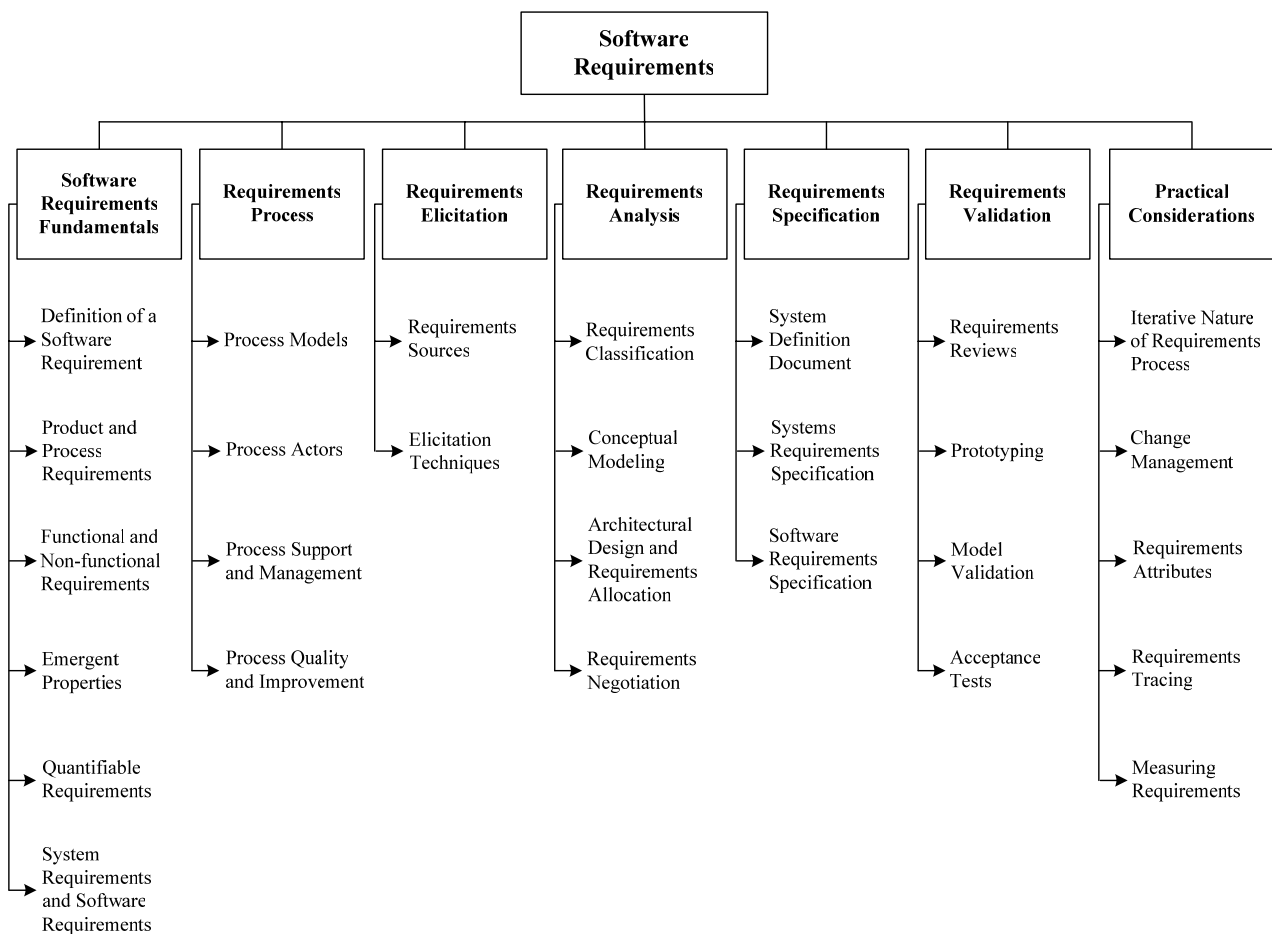 Software
Requirements
Software
Requirements
Fundamentals
Definition of a
Software
Requirement
Product and
Process
Requirements
Functional and
Non-functional
Requirements
Emergent
Properties
Quantifiable
Requirements
System
Requirements
and Software
Requirements
Requirements
Process
Process Models
Process Actors
Process Support
and Management
Process Quality
and Improvement
Requirements
Elicitation
Requirements
Sources
Elicitation
Techniques
Requirements
Analysis
Requirements
Classification
Conceptual
Modeling
Architectural
Design and
Requirements
Allocation
Requirements
Negotiation
Requirements
Specification
System
Definition
Document
Systems
Requirements
Specification
Software
Requirements
Specification
Requirements
Validation
Requirements
Reviews
Prototyping
Model
Validation
Acceptance
Tests
Practical
Considerations
Iterative Nature
of Requirements
Process
Change
Management
Requirements
Attributes
Requirements
Tracing
Measuring
Requirements